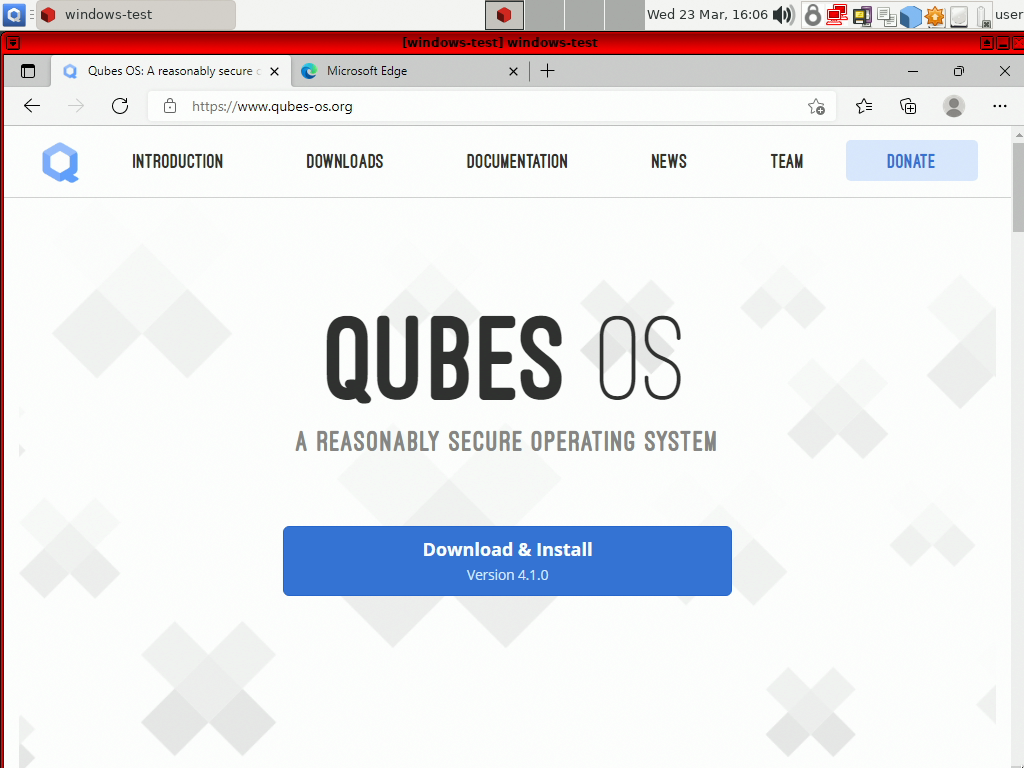 windows-test
Wed 23 Mar, 16:06
user
[windows-test] windows-test
Qubes OS: A reasonably secure o
Microsoft Edge
https://www.qubes-os.org
INTRODUCTION
DOWNLOADS
DOCUMENTATION
NEWS
TEAM
DONATE
QUBES OS
A REASONABLY SECURE OPERATING SYSTEM
Download & Install
Version 4.1.0